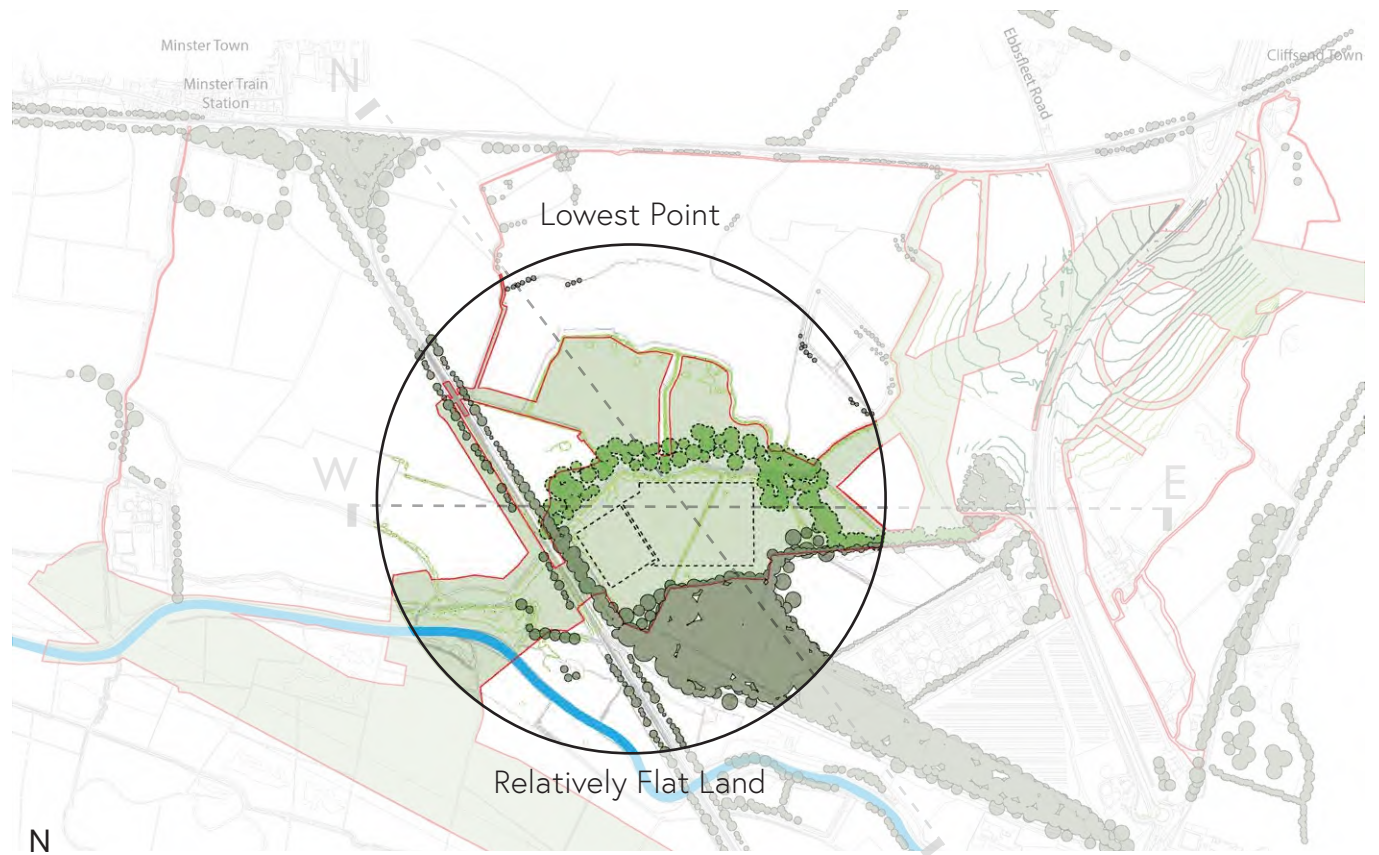 Minster Town
Minster Train
Station
N
Ebbsfleet Road
Cliffsend Town
Lowest Point
W
E
Relatively Flat Land
N